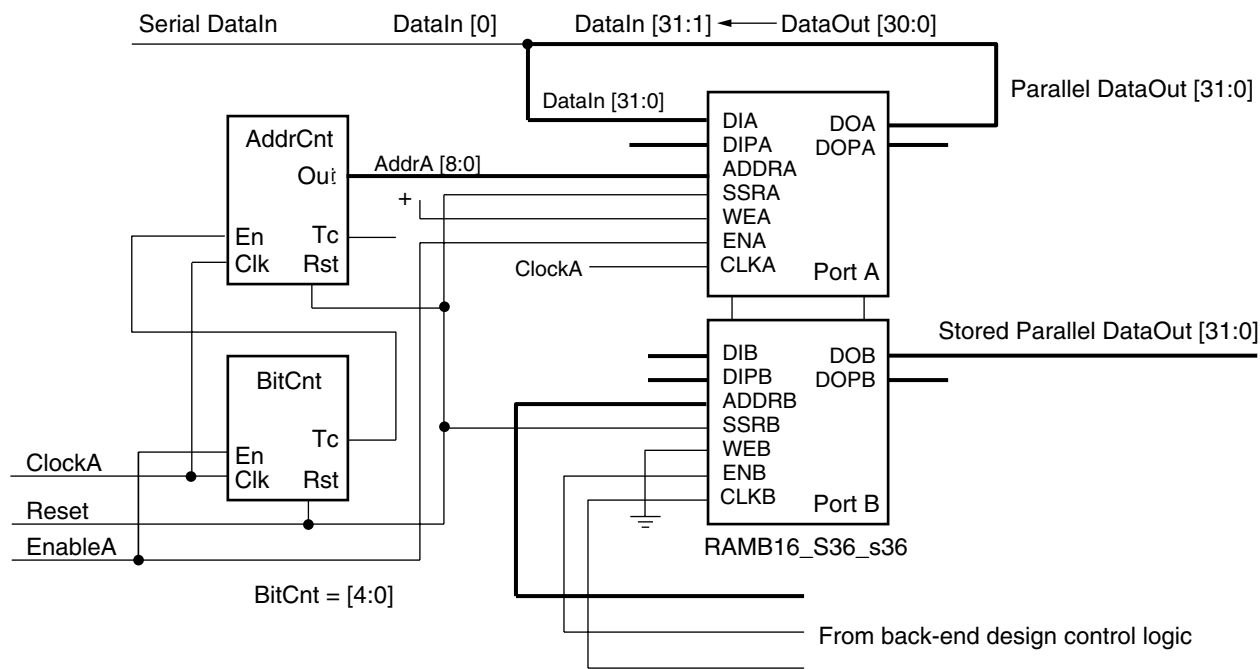 Serial DataIn DataIn [0] DataIn [31:1] DataOut [30:0]
Parallel DataOut [31:0]
DataIn [31:0]
AddrCnt
Out
En
Tc
Clk
Rst
AddrA [8:0]
+
ClockA
DIA
DOA
DIPA
DOPA
ADDRA
SSRA
WEA
ENA
CLKA
Port A
Stored Parallel DataOut [31:0]
DIB
DOB
DIPB
DOPB
ADDRB
SSRB
WEB
ENB
CLKB
Port B
RAMB16_S36_s36
BitCnt
Tc
En
Clk
Rst
ClockA
Reset
EnableA
BitCnt = [4:0]
From back-end design control logic